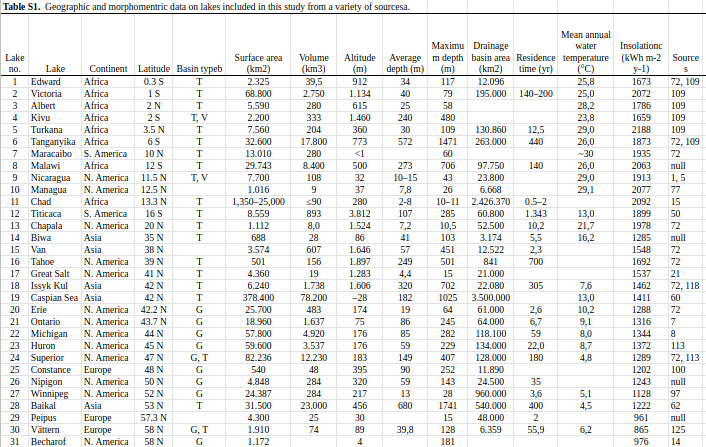 Table S1. Geographic and morphomentric data on lakes included in this study from a variety of sourcesa.
Lake no. Lake Continent Latitude Basin typeb Surface area (km2) Volume (km3) Altitude (m) Average depth (m) Maximu m depth (m) Drainage basin area (km2) Residence time (yr) Mean annual water temperature (°C) Insolationc (kWh m-2 y-1) Source s
1 Edward Africa 0.3 S T 2.325 39,5 912 34 117 12.096 25,8 1673 72, 109
2 Victoria Africa 1 S T 68.800 2.750 1.134 40 79 195.000 140–200 25,0 2072 109
3 Albert Africa 2 N T 5.590 280 615 25 58 28,2 1786 109
4 Kivu Africa 2 S T, V 2.200 333 1.460 240 480 23,8 1659 109
5 Turkana Africa 3.5 N T 7.560 204 360 30 109 130.860 12,5 29,0 2188 109
6 Tanganyika Africa 6 S T 32.600 17.800 773 572 1471 263.000 440 26,0 1873 72, 109
7 Maracaibo S. America 10 N T 13.010 280 <1 60 ~30 1935 72
8 Malawi Africa 12 S T 29.743 8.400 500 273 706 97.750 140 26,0 2063 null
9 Nicaragua N. America 11.5 N T, V 7.700 108 32 10–15 43 23.800 29,0 1913 1, 5
10 Managua N. America 12.5 N 1.016 9 37 7,8 26 6.668 29,1 2077 77
11 Chad Africa 13.3 N T 1,350–25,000 ≤90 280 2-8 10–11 2.426.370 0.5–2 2092 15
12 Titicaca S. America 16 S T 8.559 893 3.812 107 285 60.800 1.343 13,0 1899 50
13 Chapala N. America 20 N T 1.112 8,0 1.524 7,2 10,5 52.500 10,2 21,7 1978 72
14 Biwa Asia 35 N T 688 28 86 41 103 3.174 5,5 16,2 1285 null
15 Van Asia 38 N 3.574 607 1.646 57 451 12.522 2,3 1548 72
16 Tahoe N. America 39 N T 501 156 1.897 249 501 841 700 1692 72
17 Great Salt N. America 41 N T 4.360 19 1.283 4,4 15 21.000 1537 21
18 Issyk Kul Asia 42 N T 6.240 1.738 1.606 320 702 22.080 305 7,6 1462 72, 118
19 Caspian Sea Asia 42 N T 378.400 78.200 –28 182 1025 3.500.000 13,0 1411 60
20 Erie N. America 42.2 N G 25.700 483 174 19 64 61.000 2,6 10,2 1288 72
21 Ontario N. America 43.7 N G 18.960 1.637 75 86 245 64.000 6,7 9,1 1316 7
22 Michigan N. America 44 N G 57.800 4.920 176 85 282 118.100 59 8,0 1344 8
23 Huron N. America 45 N G 59.600 3.537 176 59 229 134.000 22,0 8,7 1372 113
24 Superior N. America 47 N G, T 82.236 12.230 183 149 407 128.000 180 4,8 1289 72, 113
25 Constance Europe 48 N G 540 48 395 90 252 11.890 1202 100
26 Nipigon N. America 50 N G 4.848 284 320 59 143 24.500 35 1243 null
27 Winnipeg N. America 52 N G 24.387 284 217 13 28 960.000 3,6 5,1 1128 97
28 Baikal Asia 53 N T 31.500 23.000 456 680 1741 540.000 400 4,5 1222 62
29 Peipus Europe 57.3 N 4.300 25 30 15 48.000 2 961 null
30 Vättern Europe 58 N G, T 1.910 74 89 39,8 128 6.359 55,9 6,2 865 125
31 Becharof N. America 58 N G 1.172 4 181 976 14